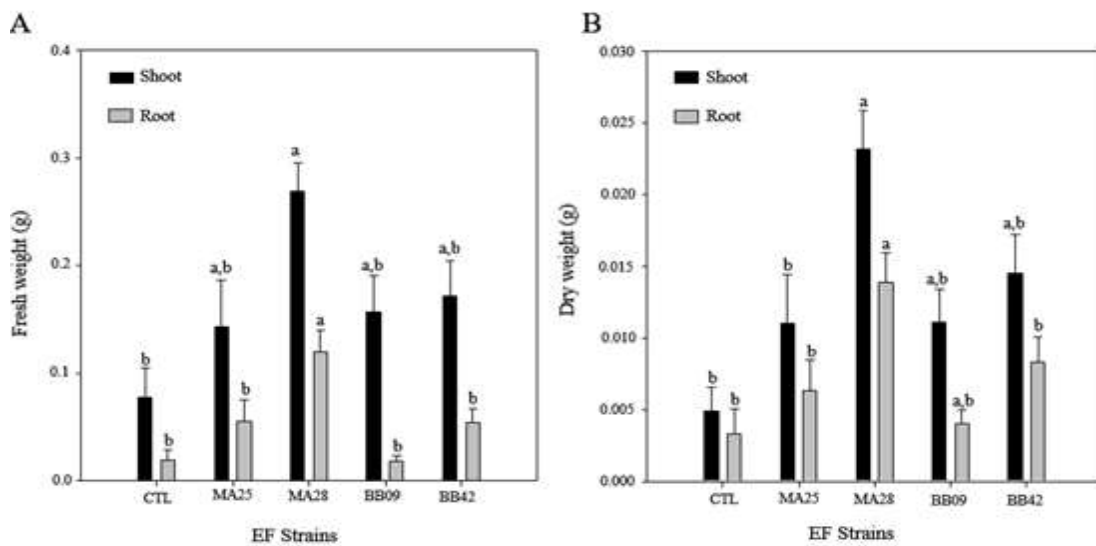 A
0.4
Shoot
Root
0.3
0.2
0.1
0.0
Fresh weight (g)
b
b
a,b
b
a
a
a,b
b
a,b
b
CTL
MA25
MA28
BB09
BB42
EF Strains
B
0.030
Shoot
Root
0.025
0.020
0.015
0.010
0.005
0.000
Dry weight (g)
b
b
b
b
a
a
a,b
a,b
a,b
b
CTL
MA25
MA28
BB09
BB42
EF Strains